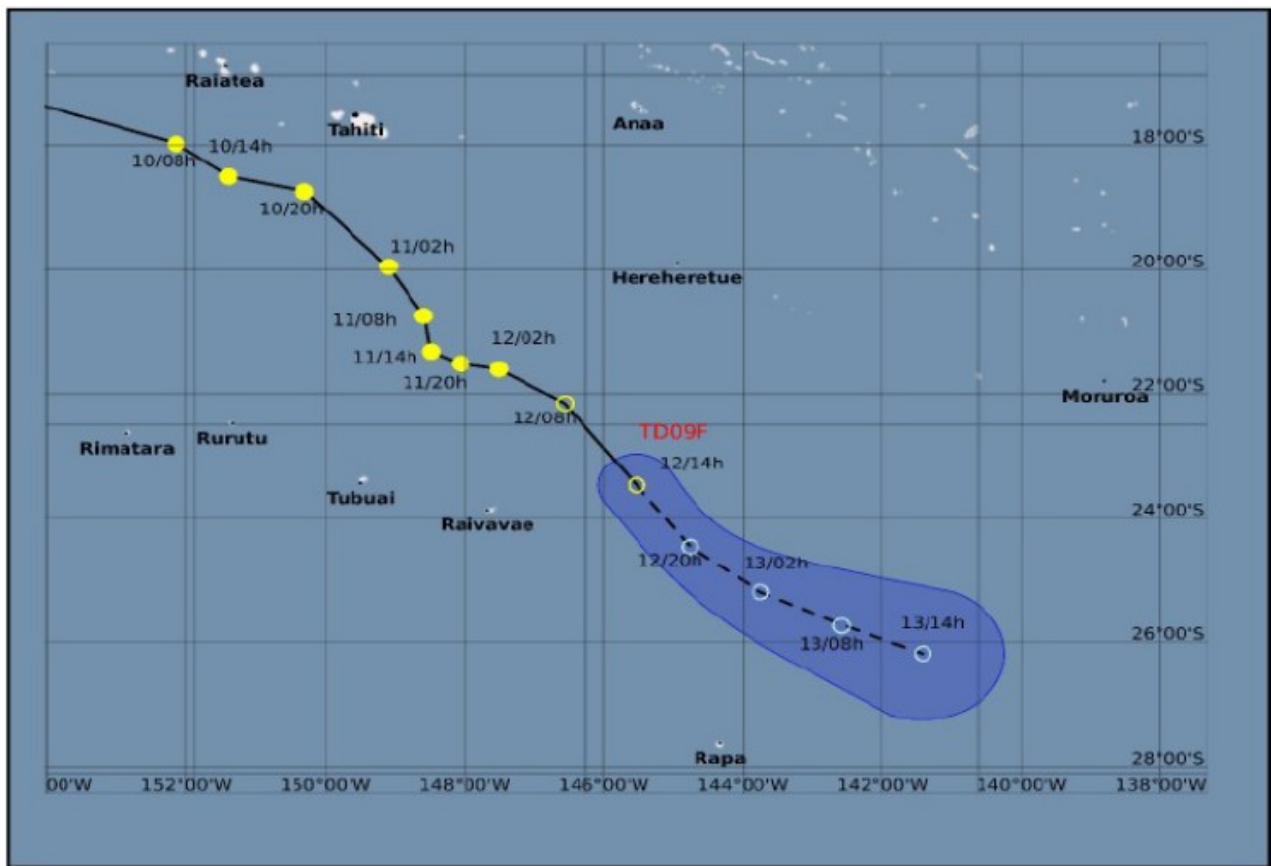 Raiatea
Tahiti
Anaa
10/08h
10/14h
18°00'S
10/20h
11/02h
Hereheretue
20°00'S
11/08h
11/14h
12/02h
11/20h
22°00'S
Moruroa
12/08h
TD09F
Rimatara
Rurutu
12/14h
Tubuai
Raivavae
24°00'S
12/20h
13/02h
13/08h
13/14h
26°00'S
Rapa
28°00'S
00'W 152°00'W 150°00'W 148°00'W 146°00'W 144°00'W 142°00'W 140°00'W 138°00'W